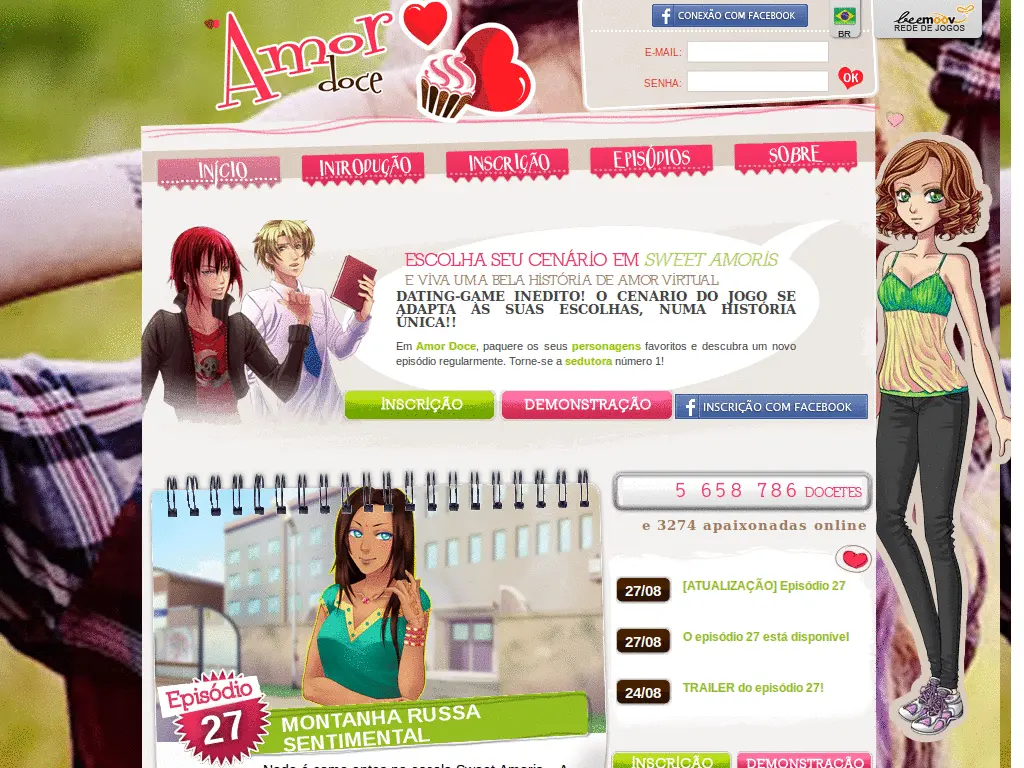 Amor
doce
CONEXÃO COM FACEBOOK
BR
beemoov
REDE DE JOGOS
E-MAIL:
SENHA:
OK
INÍCIO
INTRODUÇÃO
INSCRIÇÃO
EPISÓDIOS
SOBRE
ESCOLHA SEU CENÁRIO EM SWEET AMORIS
E VIVA UMA BELA HISTÓRIA DE AMOR VIRTUAL
DATING-GAME INEDITO! O CENARIO DO JOGO SE
ADAPTA AS SUAS ESCOLHAS, NUMA HISTÓRIA
ÚNICA!!
Em Amor Doce, paquere os seus personagens favoritos e descubra um novo
episódio regularmente. Torne-se a sedutora número 1!
INSCRIÇÃO
DEMONSTRAÇÃO
INSCRIÇÃO COM FACEBOOK
5 658 786 DOCETES
e 3274 apaixonadas online
27/08
[ATUALIZAÇÃO] Episódio 27
27/08
O episódio 27 está disponível
24/08
TRAILER do episódio 27!
Episódio
27
MONTANHA RUSSA
SENTIMENTAL
Nada é como antes na escola Sweet Amoris... A
INSCRIÇÃO
DEMONSTRAÇÃO